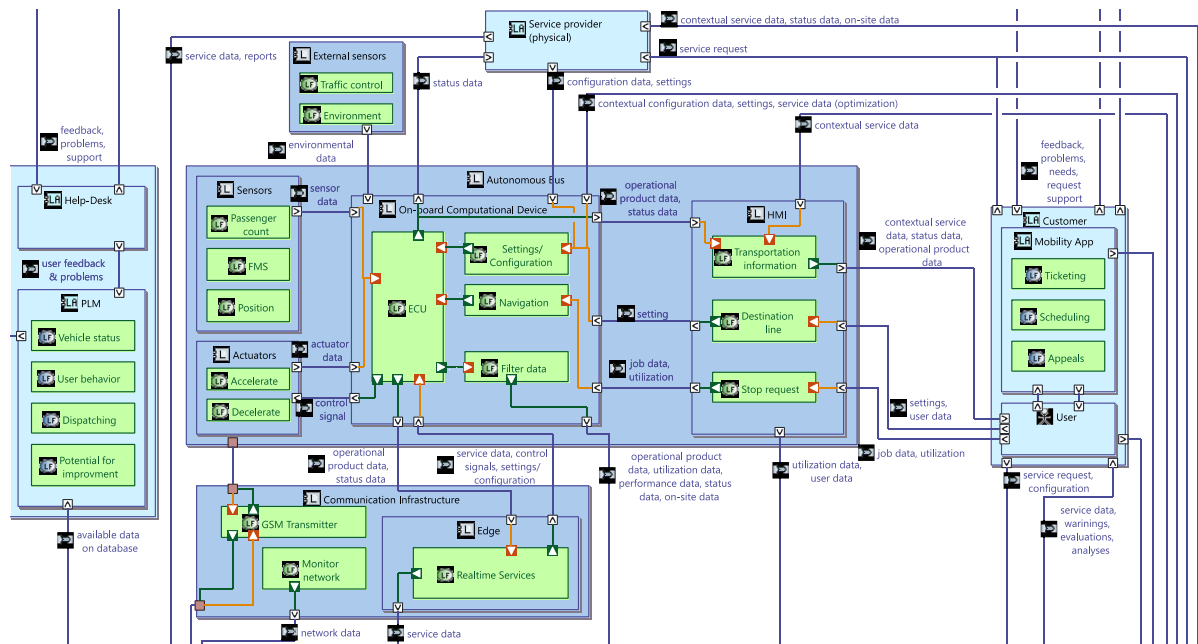 Service provider
(physical)
contextual service data, status data, on-site data
service request
service data, reports
status data
configuration data, settings
contextual configuration data, settings, service data (optimization)
contextual service data
External sensors
Traffic control
Environment
environmental
data
feedback,
problems,
support
Help-Desk
user feedback
& problems
PLM
Vehicle status
User behavior
Dispatching
Potential for
improvment
available data
on database
Autonomous Bus
Sensors
Passenger
count
FMS
Position
sensor
data
Actuators
Accelerate
Decelerate
actuator
data
control
signal
On-board Computational Device
ECU
Settings/
Configuration
Navigation
Filter data
operational
product data,
status data
setting
job data,
utilization
HMI
Transportation
information
Destination
line
Stop request
contextual service
data, status data,
operational product
data
settings,
user data
job data, utilization
feedback,
problems,
needs,
request
support
Customer
Mobility App
Ticketing
Scheduling
Appeals
User
service request,
configuration
service data,
warinings,
evaluations,
analyses
operational
product data,
status data
service data, control
signals, settings/
configuration
operational product
data, utilization data,
performance data, status
data, on-site data
utilization data,
user data
Communication Infrastructure
GSM Transmitter
Monitor
network
Edge
Realtime Services
network data
service data